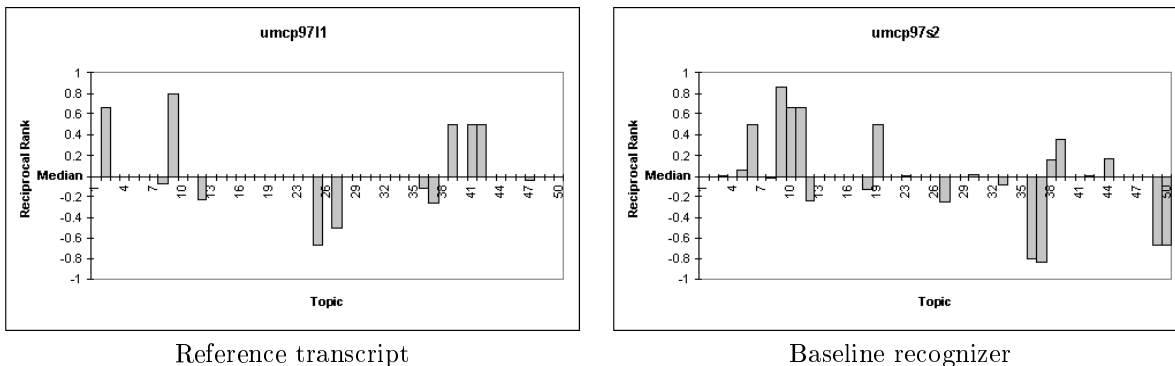 umcp97l1
1
0.8
0.6
0.4
0.2
Median
-0.2
-0.4
-0.6
-0.8
-1
Reciprocal Rank
1 4 7 10 13 16 19 23 26 29 32 35 38 41 44 47 50
Topic
Reference transcript
umcp97s2
1
0.8
0.6
0.4
0.2
Median
-0.2
-0.4
-0.6
-0.8
-1
Reciprocal Rank
1 4 7 10 13 16 19 23 26 29 32 35 38 41 44 47 50
Topic
Baseline recognizer